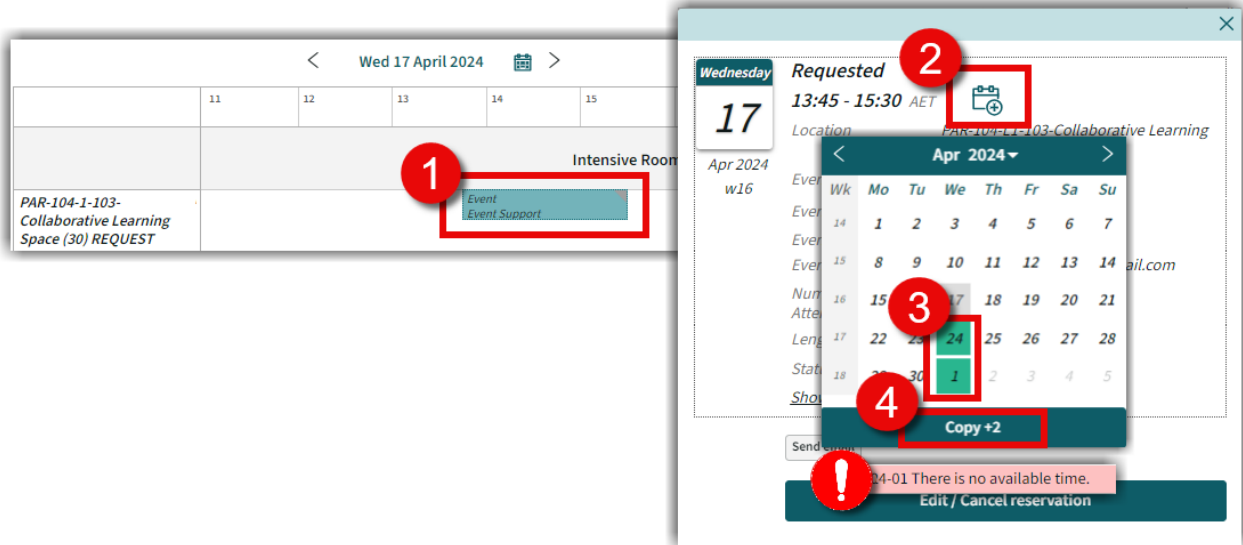 Wed 17 April 2024
11 12 13 14 15
Intensive Room
PAR-104-1-103-
Collaborative Learning
Space (30) REQUEST
Event
Event Support
1
Wednesday
17
Apr 2024
w16
Requested
2
13:45 - 15:30 AET
Location PAR-104-L1-103-Collaborative Learning
Apr 2024
Wk Mo Tu We Th Fr Sa Su
14 1 2 3 4 5 6 7
15 8 9 10 11 12 13 14
16 15 17 18 19 20 21
17 22 23 24 25 26 27 28
18 30 1 2 3 4 5
3
4
ail.com
Copy +2
Send email
!
24-01 There is no available time.
Edit / Cancel reservation